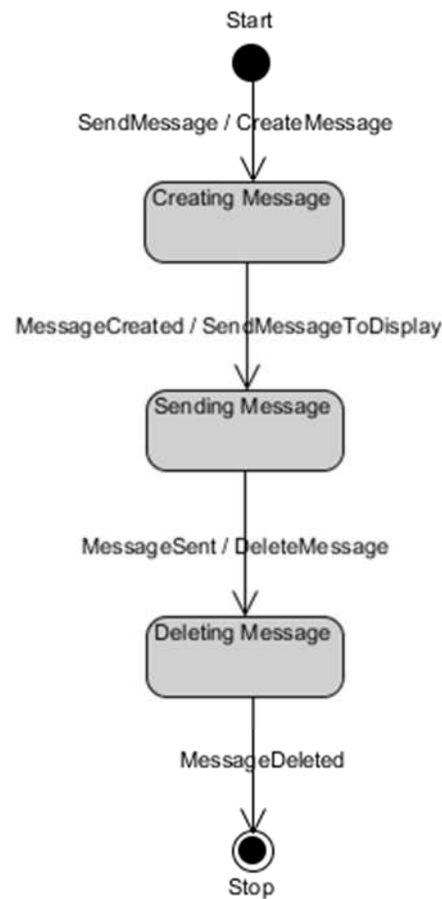 Start
SendMessage / CreateMessage
Creating Message
MessageCreated / SendMessageToDisplay
Sending Message
MessageSent / DeleteMessage
Deleting Message
MessageDeleted
Stop